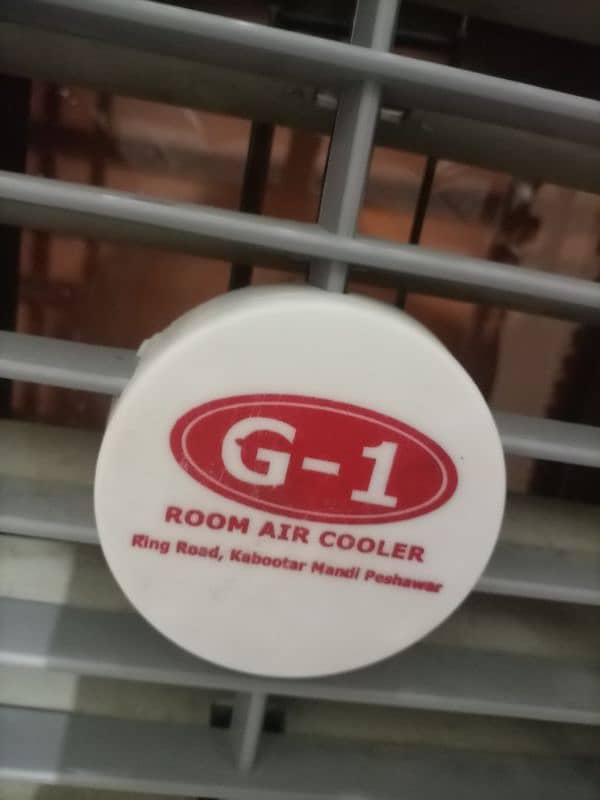 G-1
ROOM AIR COOLER
Ring Road, Kabootar Mandi Peshawar